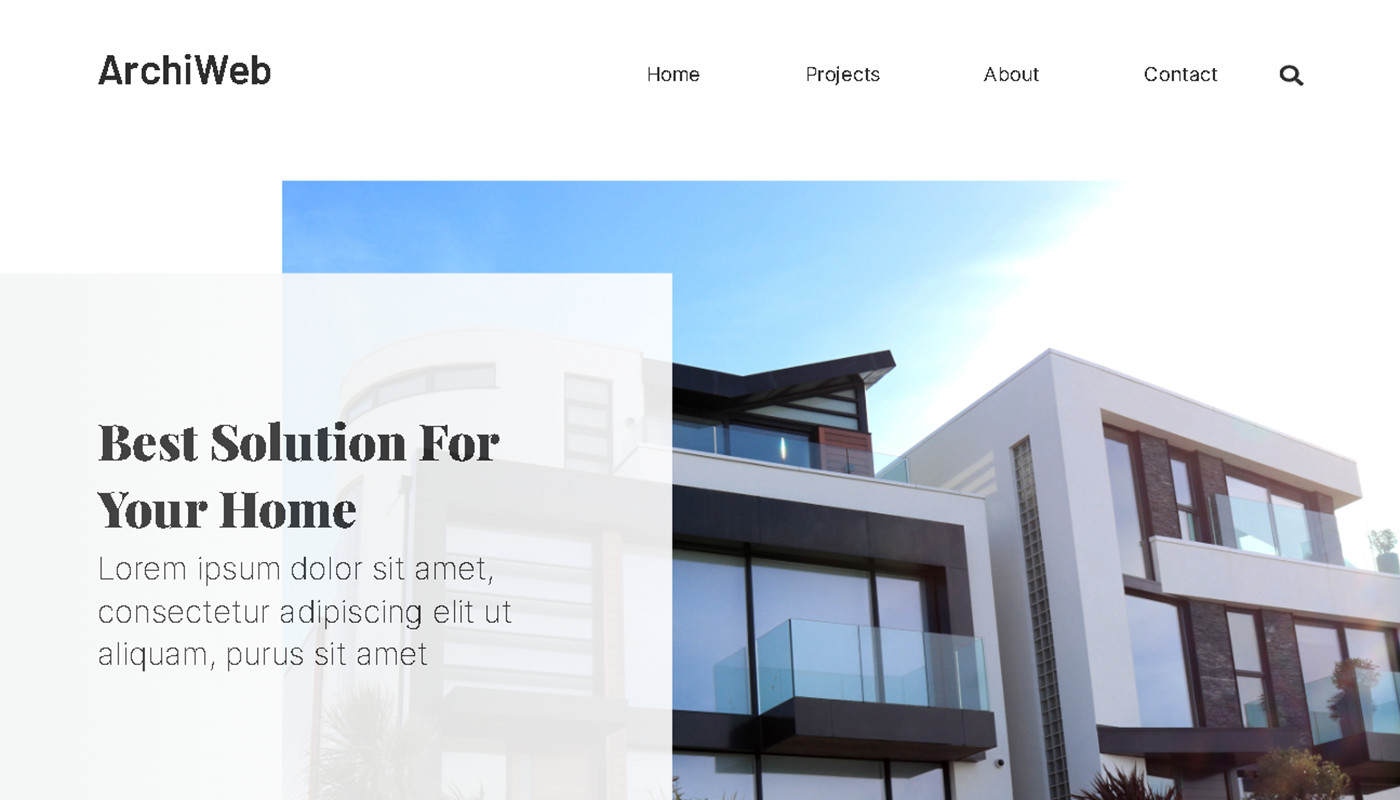 ArchiWeb
Home Projects About Contact
Best Solution For
Your Home
Lorem ipsum dolor sit amet,
consectetur adipiscing elit ut
aliquam, purus sit amet